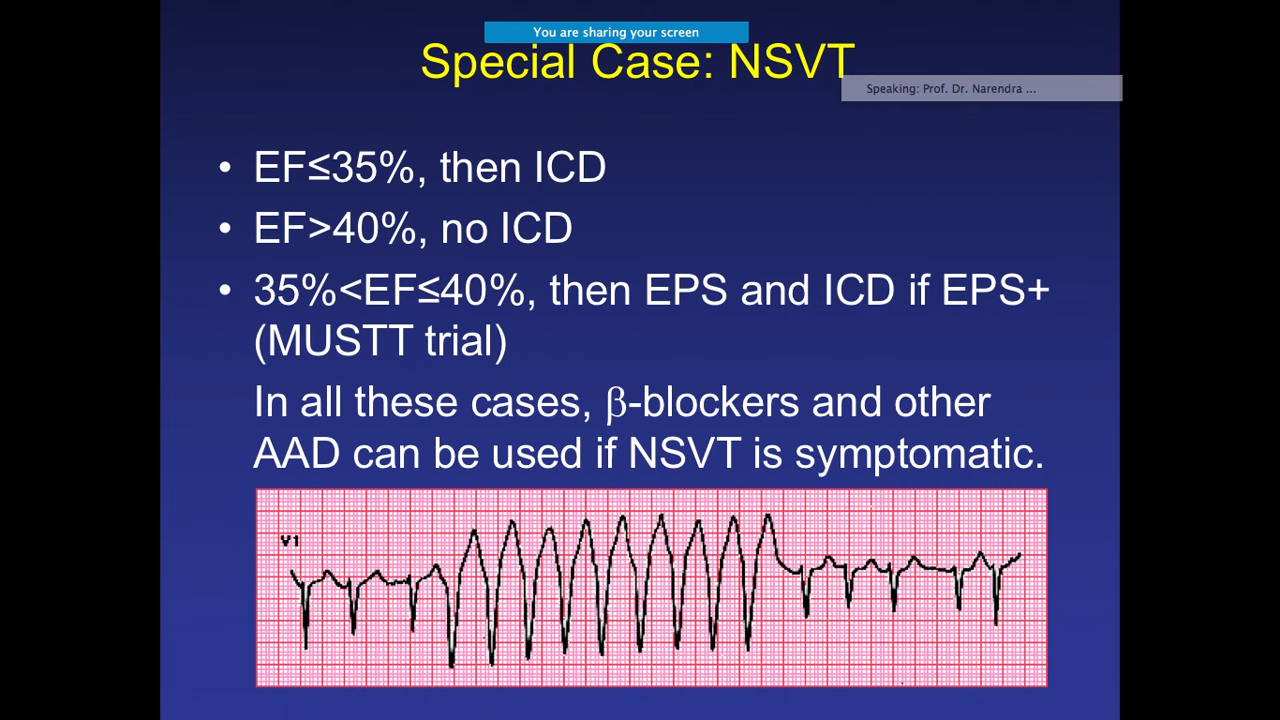 You are sharing your screen
Special Case: NSVT
Speaking: Prof. Dr. Narendra ...
• EF≤35%, then ICD
• EF>40%, no ICD
• 35%<EF≤40%, then EPS and ICD if EPS+
(MUSTT trial)
In all these cases, β-blockers and other
AAD can be used if NSVT is symptomatic.
V1